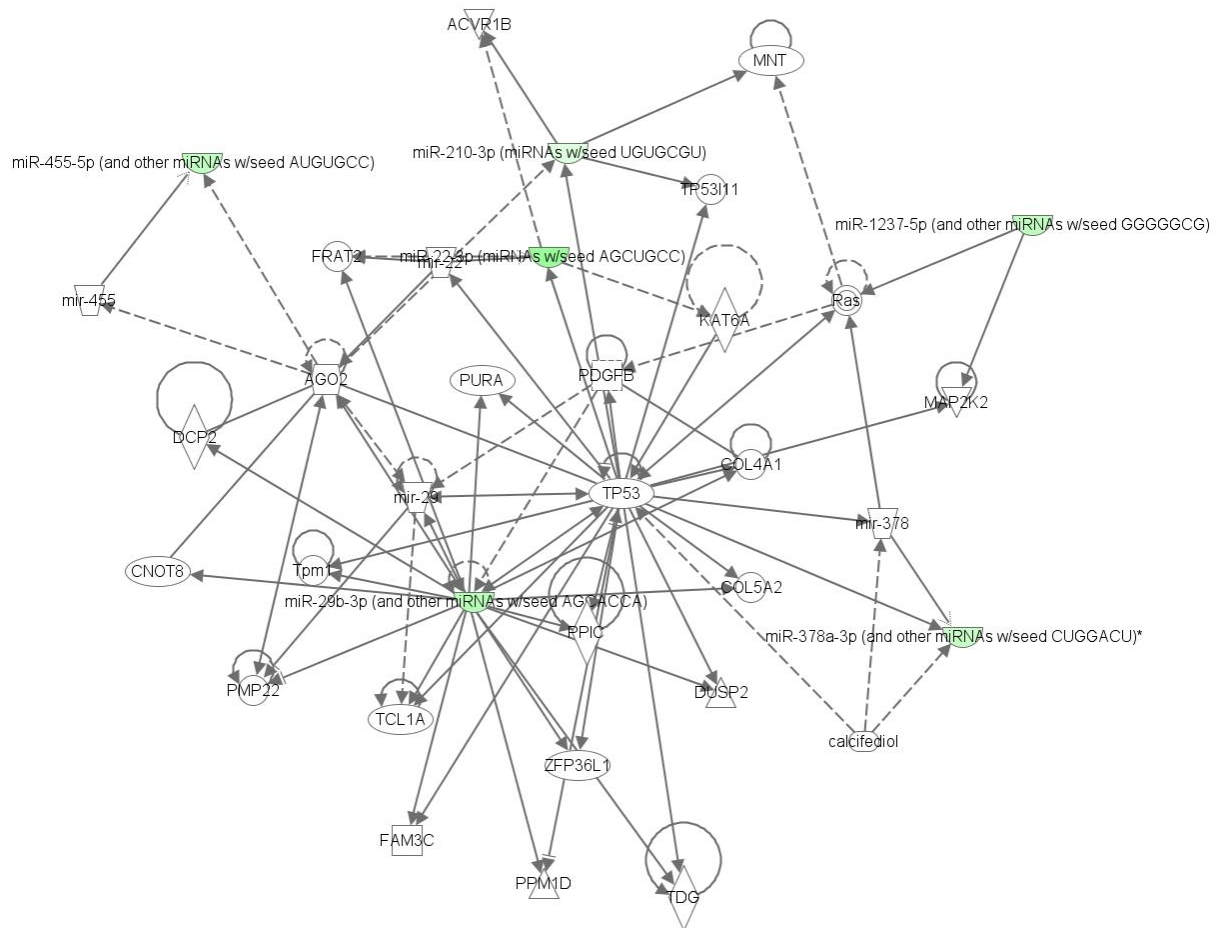 ACVR1B
MNT
miR-455-5p (and other miRNAs w/seed AUGUGCC)
miR-210-3p (miRNAs w/seed UGUGCGU)
TP53I11
miR-1237-5p (and other miRNAs w/seed GGGGGCG)
FRAT2
miR-22-3p (miRNAs w/seed AGCUGCC)
mir-22
mir-455
Ras
KAT6A
AGO2
PURA
PDGFB
MAP2K2
DCP2
COL4A1
mir-29
TP53
mir-378
CNOT8
Tpm1
COL5A2
miR-29b-3p (and other miRNAs w/seed AGCACCA)
PPIC
miR-378a-3p (and other miRNAs w/seed CUGGACU)*
PMP22
DUSP2
TCL1A
calcifediol
ZFP36L1
FAM3C
PPM1D
TDG